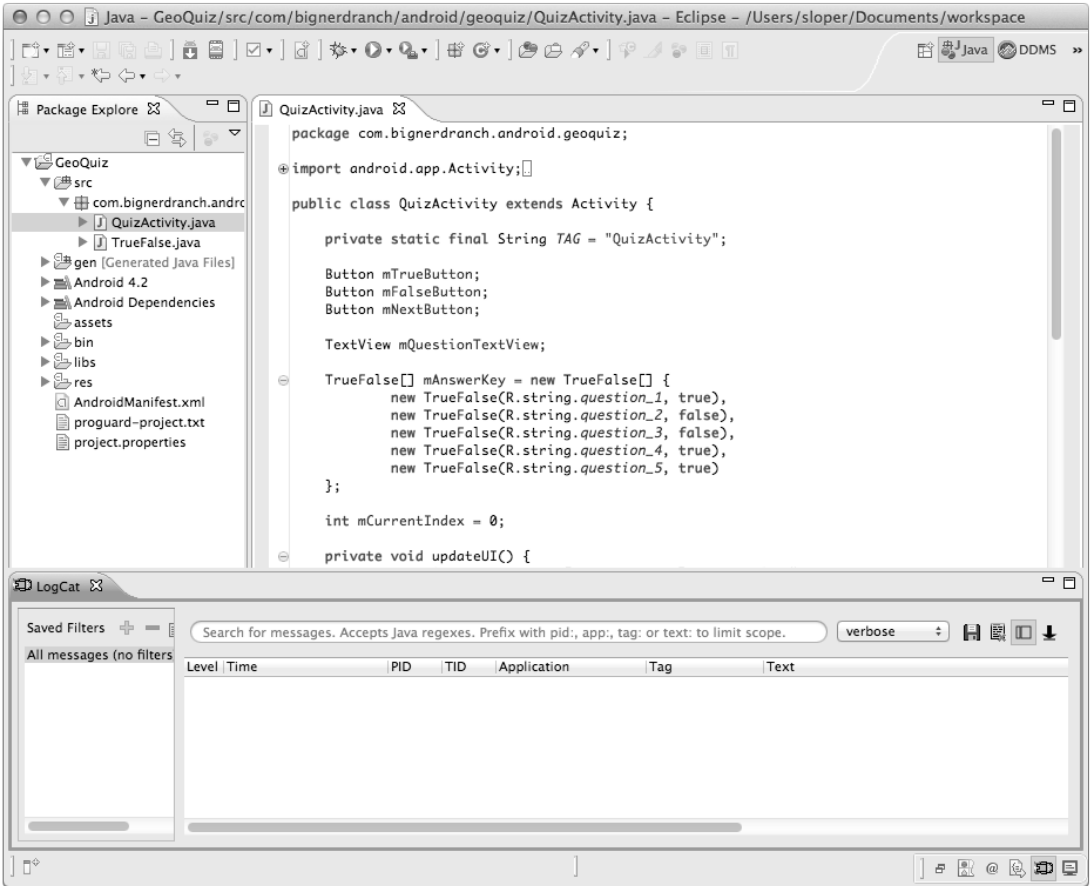 Java – GeoQuiz/src/com/bignerdranch/android/geoquiz/QuizActivity.java – Eclipse – /Users/sloper/Documents/workspace
Java DDMS »
Package Explore
GeoQuiz
src
com.bignerdranch.andro
QuizActivity.java
TrueFalse.java
gen [Generated Java Files]
Android 4.2
Android Dependencies
assets
bin
libs
res
AndroidManifest.xml
proguard-project.txt
project.properties
QuizActivity.java
package com.bignerdranch.android.geoquiz;
import android.app.Activity;
public class QuizActivity extends Activity {
private static final String TAG = "QuizActivity";
Button mTrueButton;
Button mFalseButton;
Button mNextButton;
TextView mQuestionTextView;
TrueFalse[] mAnswerKey = new TrueFalse[] {
new TrueFalse(R.string.question_1, true),
new TrueFalse(R.string.question_2, false),
new TrueFalse(R.string.question_3, false),
new TrueFalse(R.string.question_4, true),
new TrueFalse(R.string.question_5, true)
};
int mCurrentIndex = 0;
private void updateUI() {
LogCat
Saved Filters
All messages (no filters
Search for messages. Accepts Java regexes. Prefix with pid:, app:, tag: or text: to limit scope.
verbose
Level Time PID TID Application Tag Text